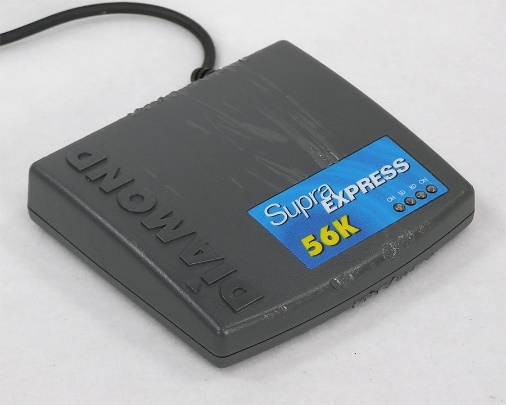 DIAMOND
Supra
EXPRESS
56K
OH SD RD ON